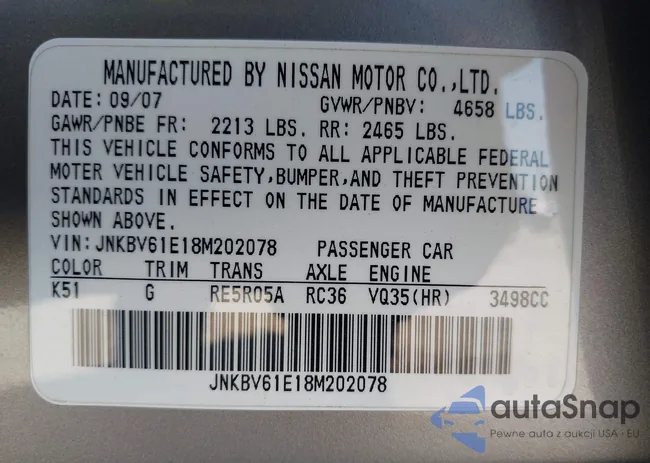 MANUFACTURED BY NISSAN MOTOR CO.,LTD.
DATE: 09/07 GVWR/PNBV: 4658 LBS.
GAWR/PNBE FR: 2213 LBS. RR: 2465 LBS.
THIS VEHICLE CONFORMS TO ALL APPLICABLE FEDERAL
MOTER VEHICLE SAFETY,BUMPER,AND THEFT PREVENTION
STANDARDS IN EFFECT ON THE DATE OF MANUFACTURE
SHOWN ABOVE.
VIN: JNKBV61E18M202078 PASSENGER CAR
COLOR TRIM TRANS AXLE ENGINE
K51 G RE5R05A RC36 VQ35(HR) 3498CC
JNKBV61E18M202078
autaSnap
Pewne auta z aukcji USA - EU